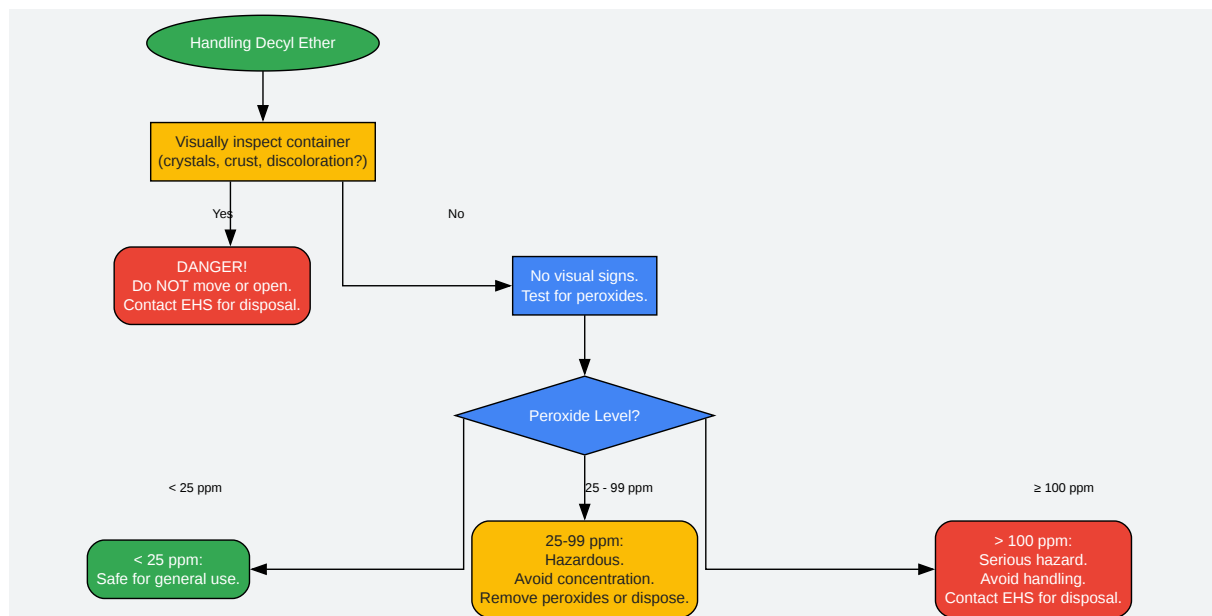 Handling Decyl Ether
Visually inspect container
(crystals, crust, discoloration?)
Yes
No
DANGER!
Do NOT move or open.
Contact EHS for disposal.
No visual signs.
Test for peroxides.
Peroxide Level?
< 25 ppm
25 - 99 ppm
≥ 100 ppm
< 25 ppm:
Safe for general use.
25-99 ppm:
Hazardous.
Avoid concentration.
Remove peroxides or dispose.
> 100 ppm:
Serious hazard.
Avoid handling.
Contact EHS for disposal.